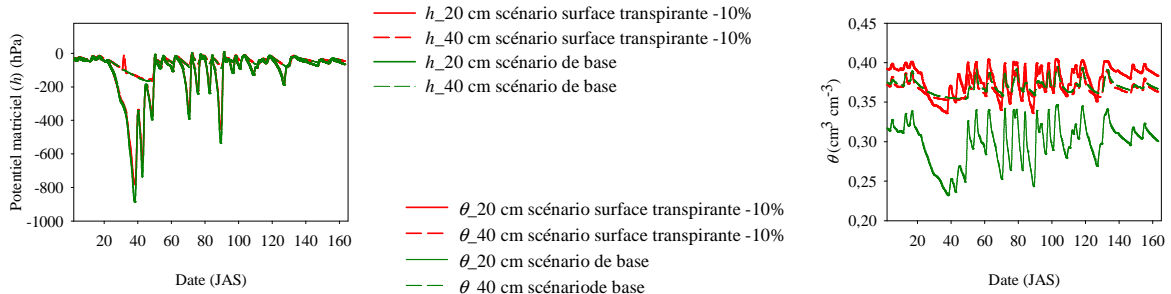 Potentiel matriciel (h) (hPa)
0
-200
-400
-600
-800
-1000
20 40 60 80 100 120 140 160
Date (JAS)
h_20 cm scénario surface transpirante -10%
h_40 cm scénario surface transpirante -10%
h_20 cm scénario de base
h_40 cm scénario de base
θ_20 cm scénario surface transpirante -10%
θ_40 cm scénario surface transpirante -10%
θ_20 cm scénario de base
θ_40 cm scénariode base
θ (cm³ cm⁻³)
0,45
0,40
0,35
0,30
0,25
0,20
20 40 60 80 100 120 140 160
Date (JAS)